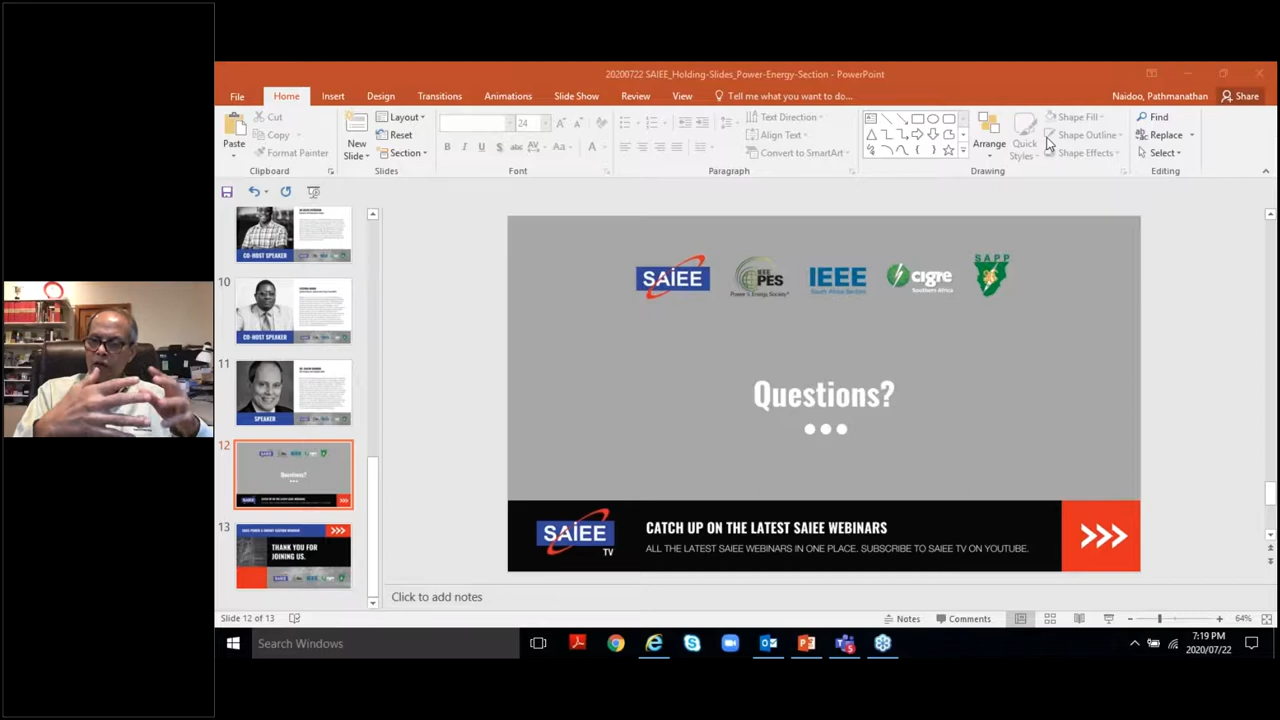 20200722 SAIEE_Holding-Slides_Power-Energy-Section - PowerPoint
File Home Insert Design Transitions Animations Slide Show Review View Tell me what you want to do... Naidoo, Pathmanathan Share
Paste
Cut
Copy
Format Painter
Clipboard
New Slide
Layout
Reset
Section
Slides
24
B I U S abc AV Aa A
Font
Text Direction
Align Text
Convert to SmartArt
Paragraph
Arrange
Quick Styles
Shape Fill
Shape Outline
Shape Effects
Drawing
Find
Replace
Select
Editing
CO-HOST SPEAKER
10
CO-HOST SPEAKER
11
SPEAKER
12
Questions?
13
THANK YOU FOR
JOINING US.
SAIEE
IEEE PES
Power & Energy Society
IEEE
South Africa Section
cigre
Southern Africa
SAPP
Questions?
SAIEE TV
CATCH UP ON THE LATEST SAIEE WEBINARS
ALL THE LATEST SAIEE WEBINARS IN ONE PLACE. SUBSCRIBE TO SAIEE TV ON YOUTUBE.
Click to add notes
Slide 12 of 13 Notes Comments 64%
Search Windows
7:19 PM
2020/07/22